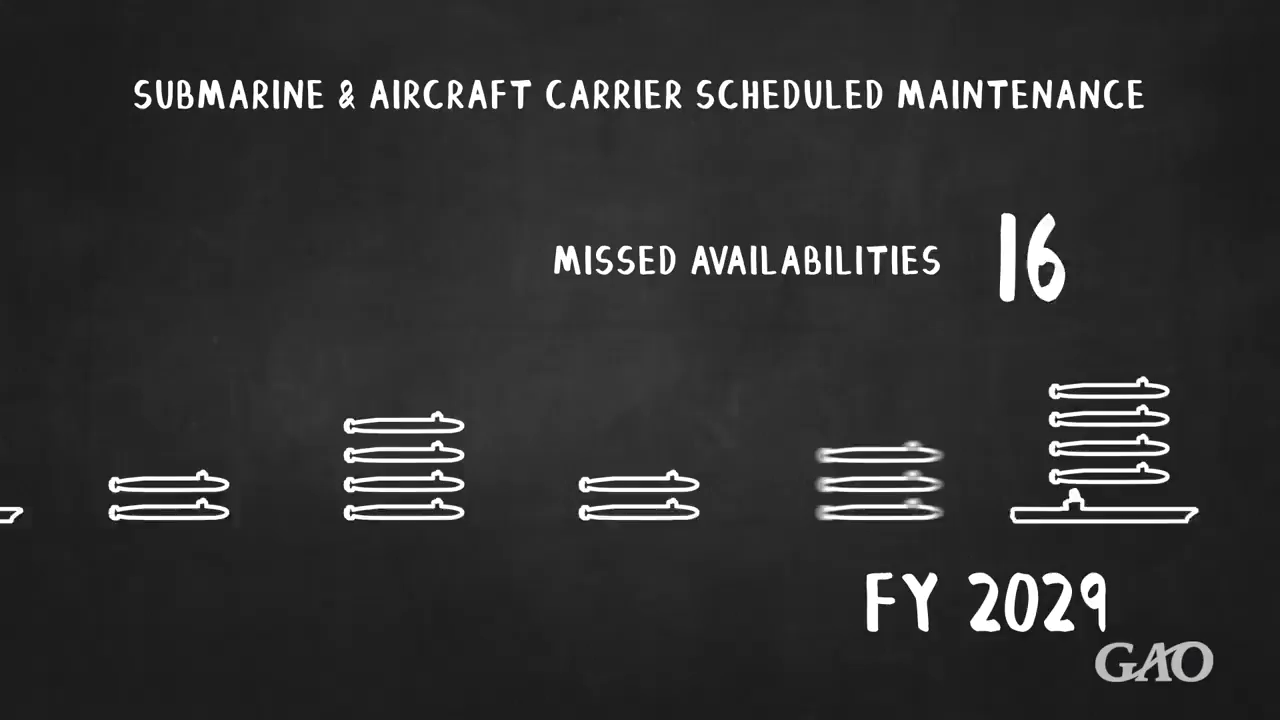 SUBMARINE & AIRCRAFT CARRIER SCHEDULED MAINTENANCE
MISSED AVAILABILITIES 16
FY 2029
GAO